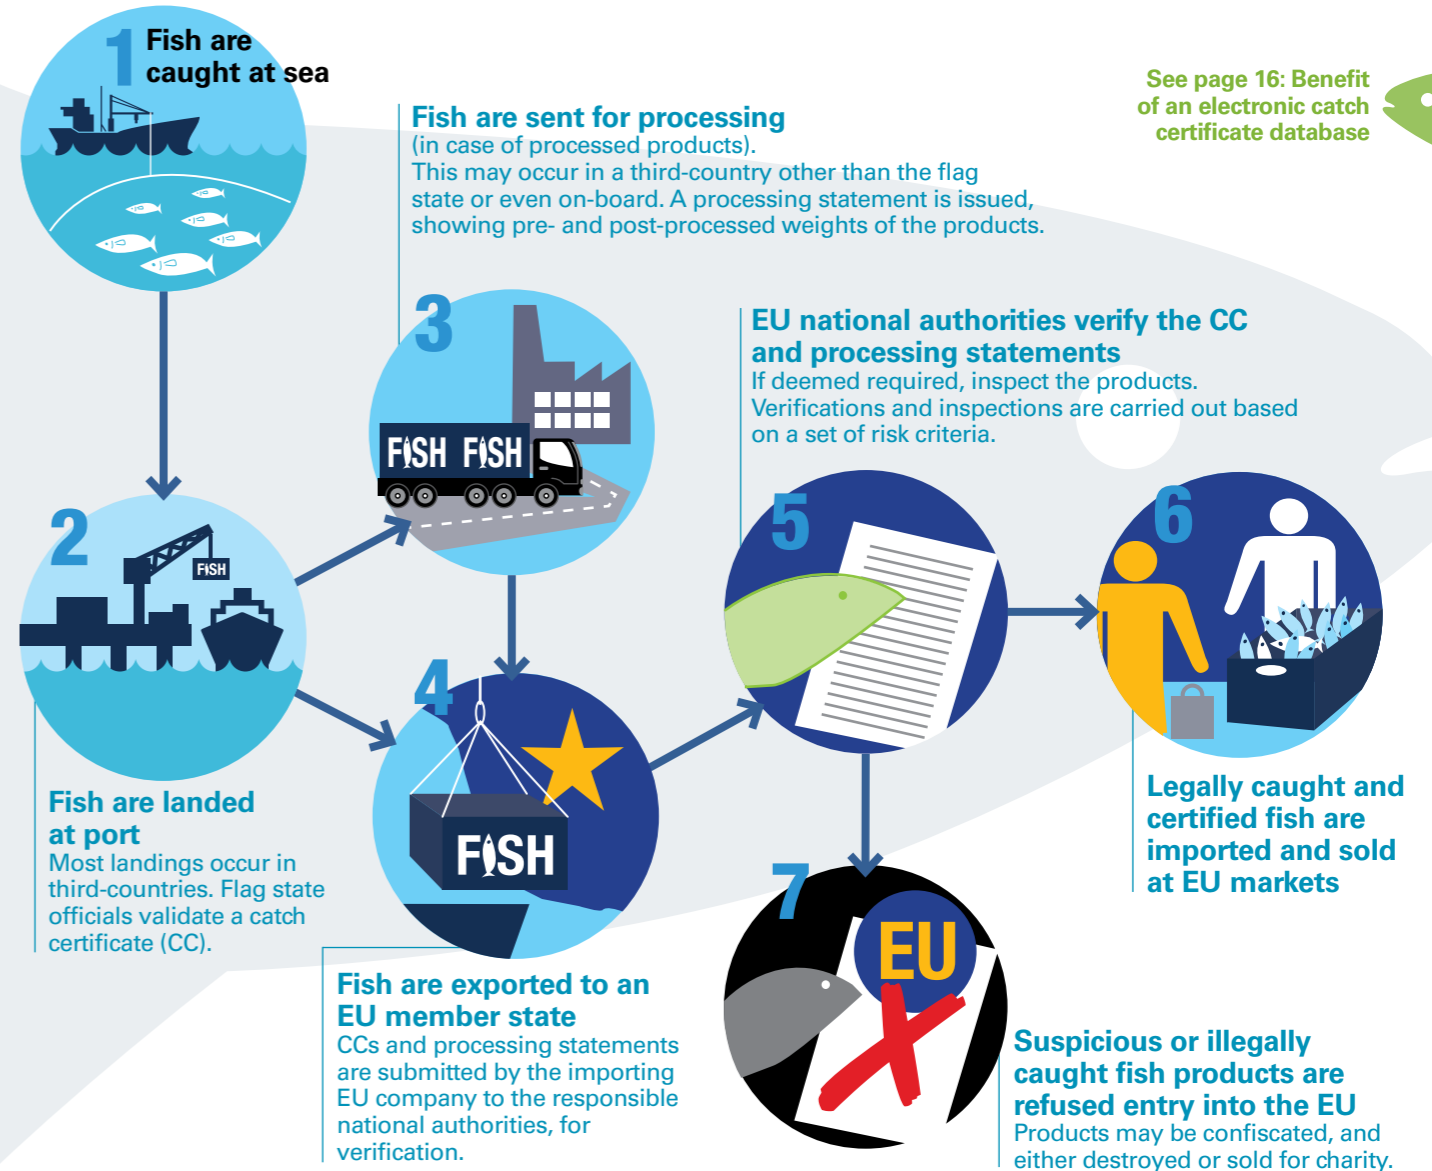 1
Fish are
caught at sea
See page 16: Benefit
of an electronic catch
certificate database
Fish are sent for processing
(in case of processed products).
This may occur in a third-country other than the flag
state or even on-board. A processing statement is issued,
showing pre- and post-processed weights of the products.
3
FISH FISH
EU national authorities verify the CC
and processing statements
If deemed required, inspect the products.
Verifications and inspections are carried out based
on a set of risk criteria.
2
FISH
Fish are landed
at port
Most landings occur in
third-countries. Flag state
officials validate a catch
certificate (CC).
4
FISH
Fish are exported to an
EU member state
CCs and processing statements
are submitted by the importing
EU company to the responsible
national authorities, for
verification.
5
6
Legally caught and
certified fish are
imported and sold
at EU markets
7
EU
Suspicious or illegally
caught fish products are
refused entry into the EU
Products may be confiscated, and
either destroyed or sold for charity.